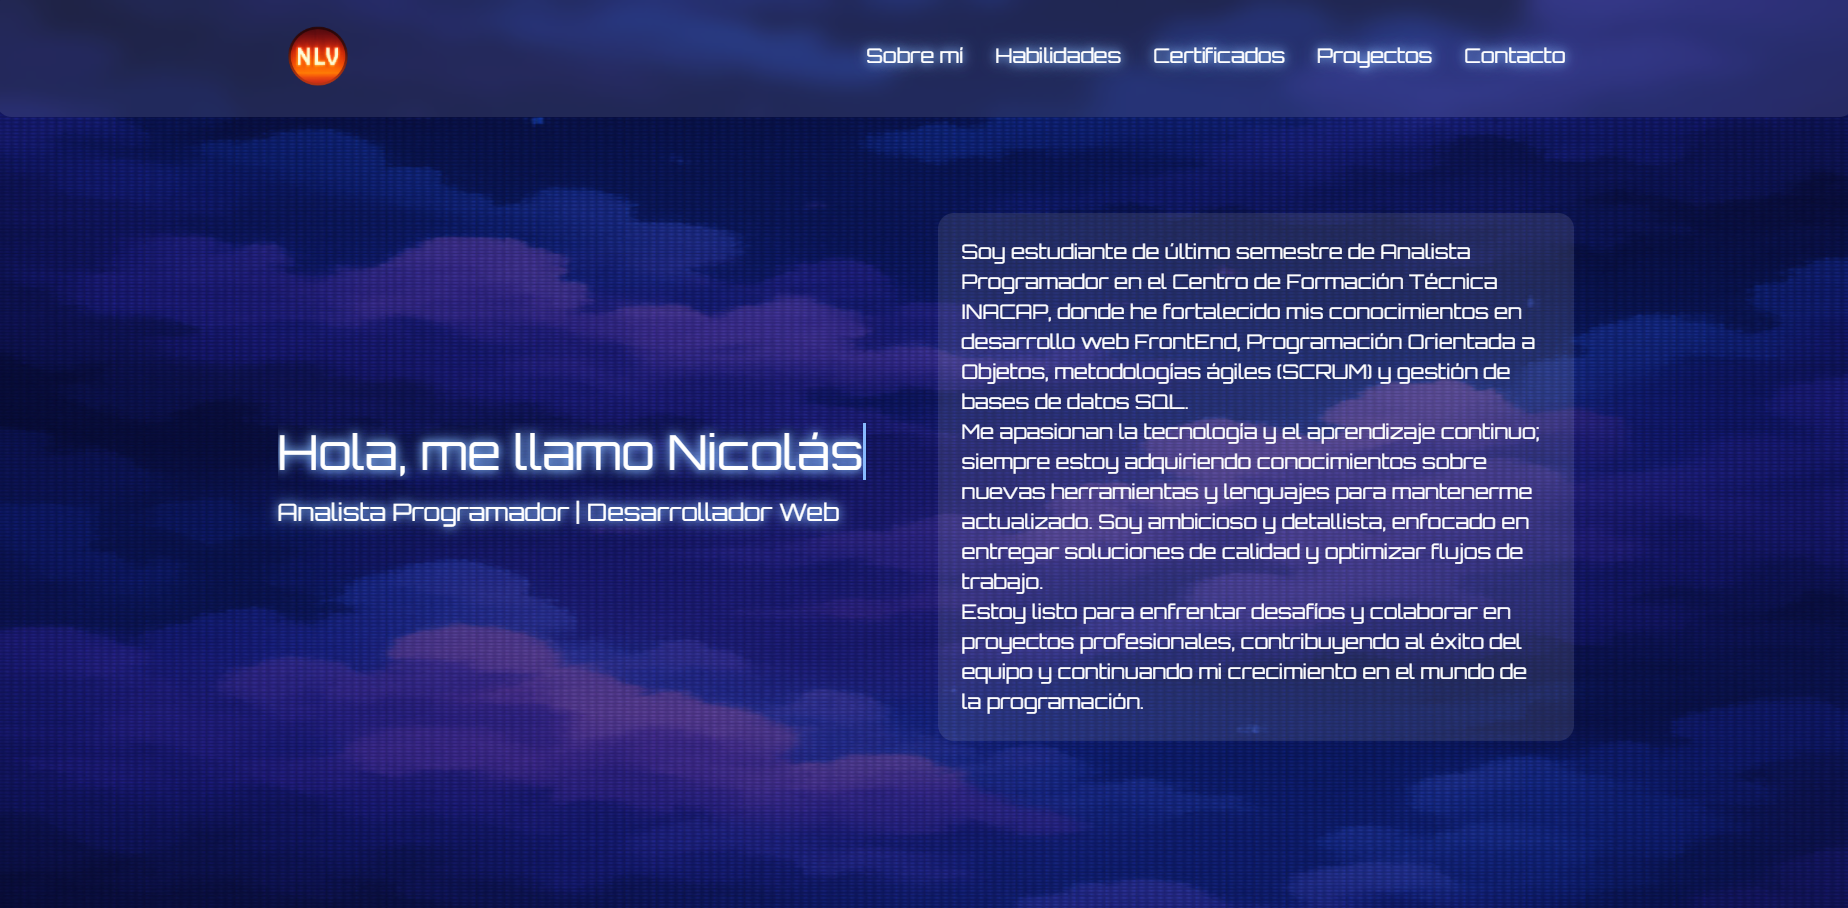 NLV
Sobre mí
Habilidades
Certificados
Proyectos
Contacto
Hola, me llamo Nicolás
Analista Programador | Desarrollador Web
Soy estudiante de último semestre de Analista
Programador en el Centro de Formación Técnica
INACAP, donde he fortalecido mis conocimientos en
desarrollo web FrontEnd, Programación Orientada a
Objetos, metodologías ágiles (SCRUM) y gestión de
bases de datos SQL.
Me apasionan la tecnología y el aprendizaje continuo;
siempre estoy adquiriendo conocimientos sobre
nuevas herramientas y lenguajes para mantenerme
actualizado. Soy ambicioso y detallista, enfocado en
entregar soluciones de calidad y optimizar flujos de
trabajo.
Estoy listo para enfrentar desafíos y colaborar en
proyectos profesionales, contribuyendo al éxito del
equipo y continuando mi crecimiento en el mundo de
la programación.